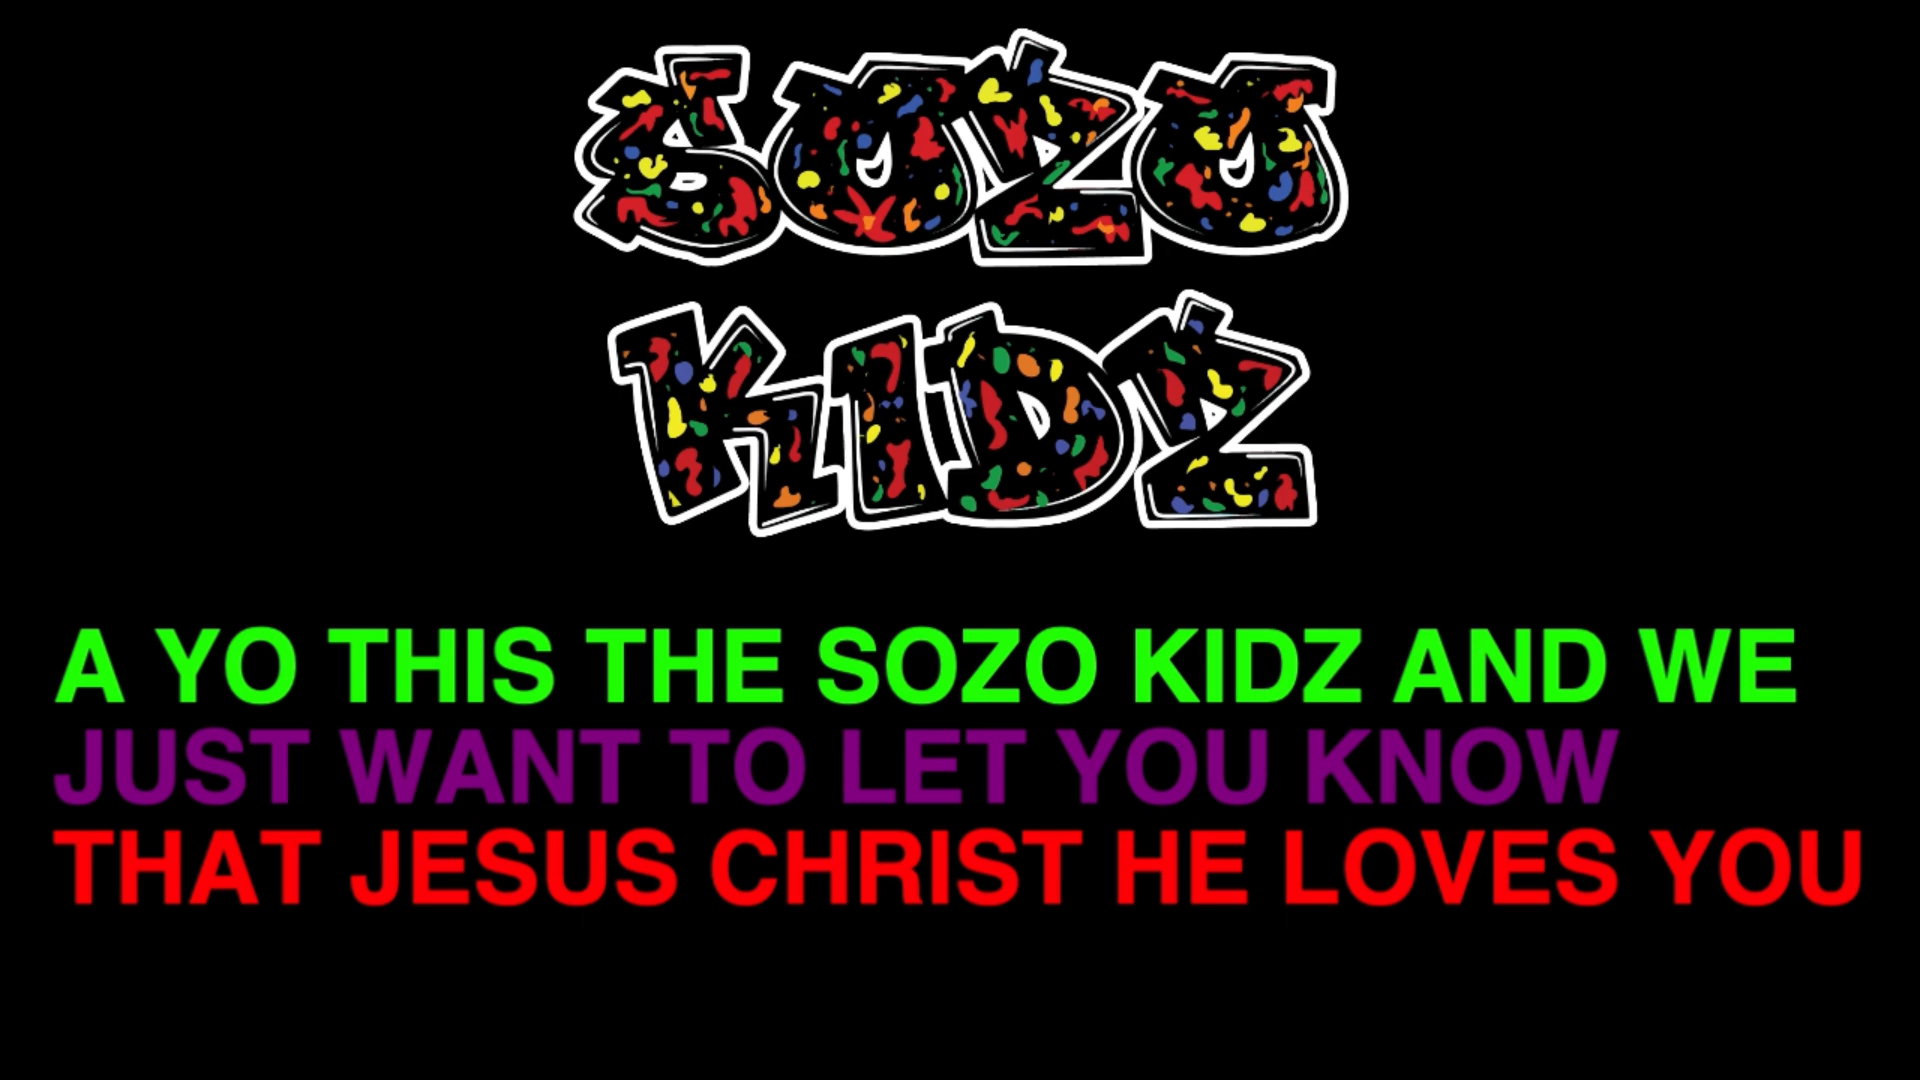 SOZO
KIDZ
A YO THIS THE SOZO KIDZ AND WE
JUST WANT TO LET YOU KNOW
THAT JESUS CHRIST HE LOVES YOU